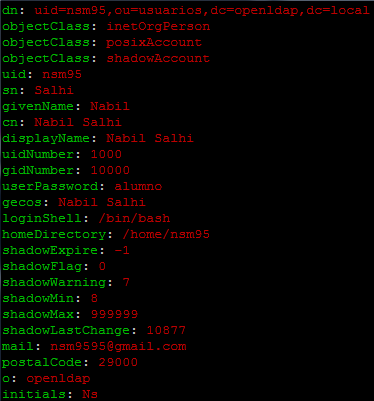 dn: uid=nsm95,ou=usuarios,dc=openldap,dc=local
objectClass: inetOrgPerson
objectClass: posixAccount
objectClass: shadowAccount
uid: nsm95
sn: Salhi
givenName: Nabil
cn: Nabil Salhi
displayName: Nabil Salhi
uidNumber: 1000
gidNumber: 10000
userPassword: alumno
gecos: Nabil Salhi
loginShell: /bin/bash
homeDirectory: /home/nsm95
shadowExpire: -1
shadowFlag: 0
shadowWarning: 7
shadowMin: 8
shadowMax: 999999
shadowLastChange: 10877
mail: nsm9595@gmail.com
postalCode: 29000
o: openldap
initials: Ns